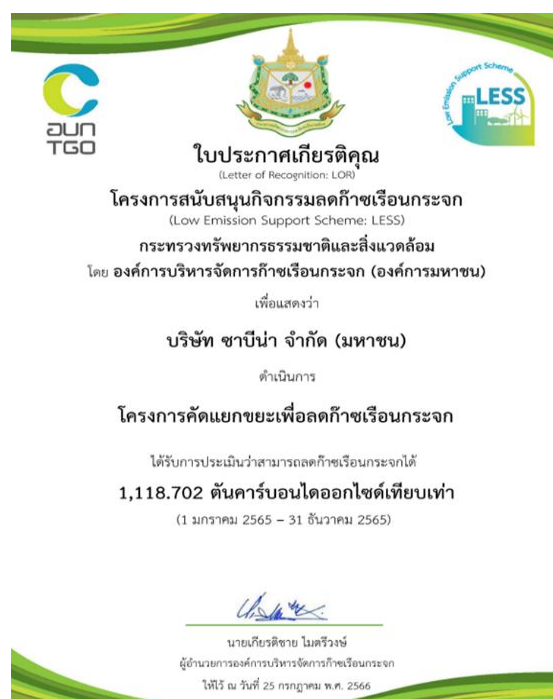 อบก
TGO
Low Emission Support Scheme
LESS
ใบประกาศเกียรติคุณ
(Letter of Recognition: LOR)
โครงการสนับสนุนกิจกรรมลดก๊าซเรือนกระจก
(Low Emission Support Scheme: LESS)
กระทรวงทรัพยากรธรรมชาติและสิ่งแวดล้อม
โดย องค์การบริหารจัดการก๊าซเรือนกระจก (องค์การมหาชน)
เพื่อแสดงว่า
บริษัท ซาบีน่า จำกัด (มหาชน)
ดำเนินการ
โครงการคัดแยกขยะเพื่อลดก๊าซเรือนกระจก
ได้รับการประเมินว่าสามารถลดก๊าซเรือนกระจกได้
1,118.702 ตันคาร์บอนไดออกไซด์เทียบเท่า
(1 มกราคม 2565 – 31 ธันวาคม 2565)
นายเกียรติชาย ไมตรีวงษ์
ผู้อำนวยการองค์การบริหารจัดการก๊าซเรือนกระจก
ให้ไว้ ณ วันที่ 25 กรกฎาคม พ.ศ. 2566